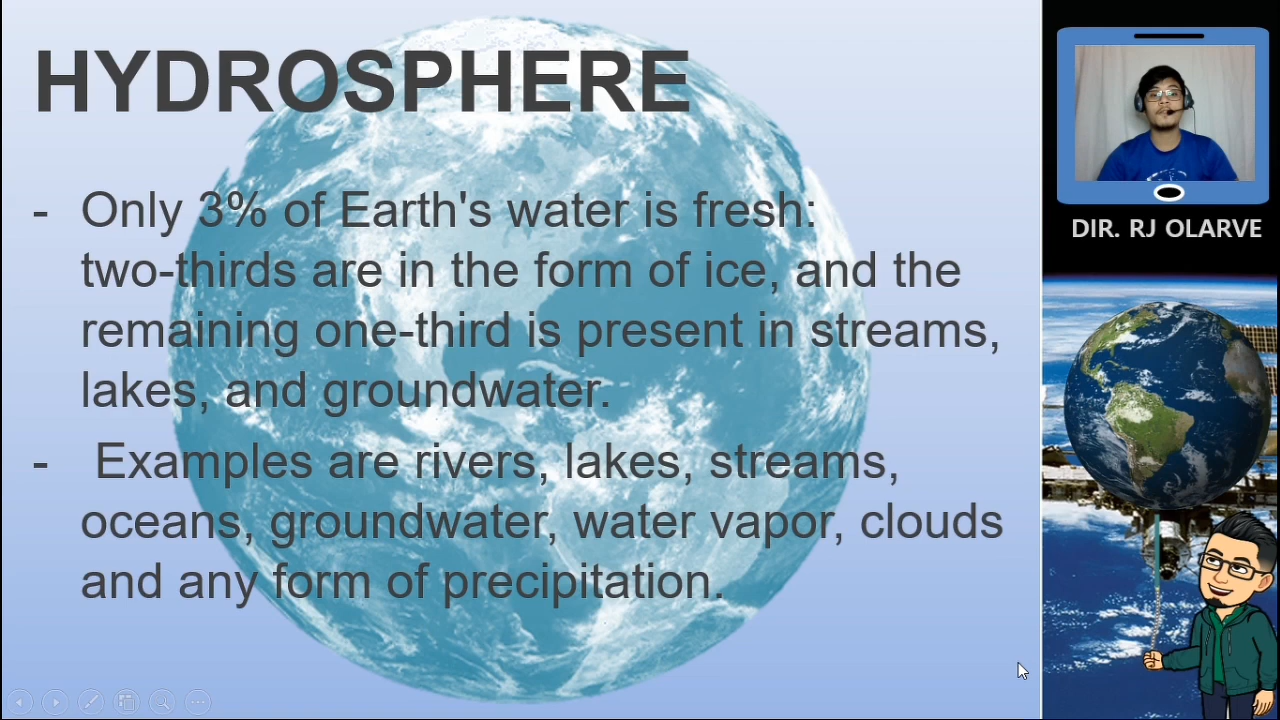 HYDROSPHERE
- Only 3% of Earth's water is fresh:
two-thirds are in the form of ice, and the
remaining one-third is present in streams,
lakes, and groundwater.
- Examples are rivers, lakes, streams,
oceans, groundwater, water vapor, clouds
and any form of precipitation.
DIR. RJ OLARVE